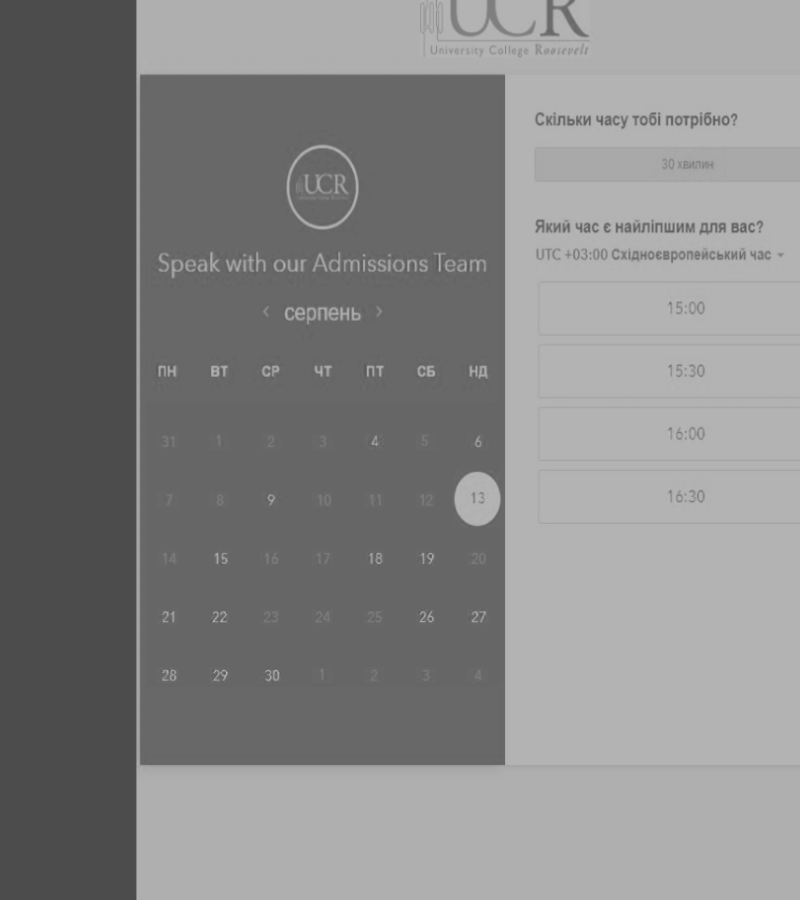 UCR
University College Roosevelt
UCR
Speak with our Admissions Team
‹ серпень ›
ПН ВТ СР ЧТ ПТ СБ НД
31 1 2 3 4 5 6
7 8 9 10 11 12 13
14 15 16 17 18 19 20
21 22 23 24 25 26 27
28 29 30 1 2 3 4
Скільки часу тобі потрібно?
30 хвилин
Який час є найліпшим для вас?
UTC +03:00 Східноєвропейський час
15:00
15:30
16:00
16:30